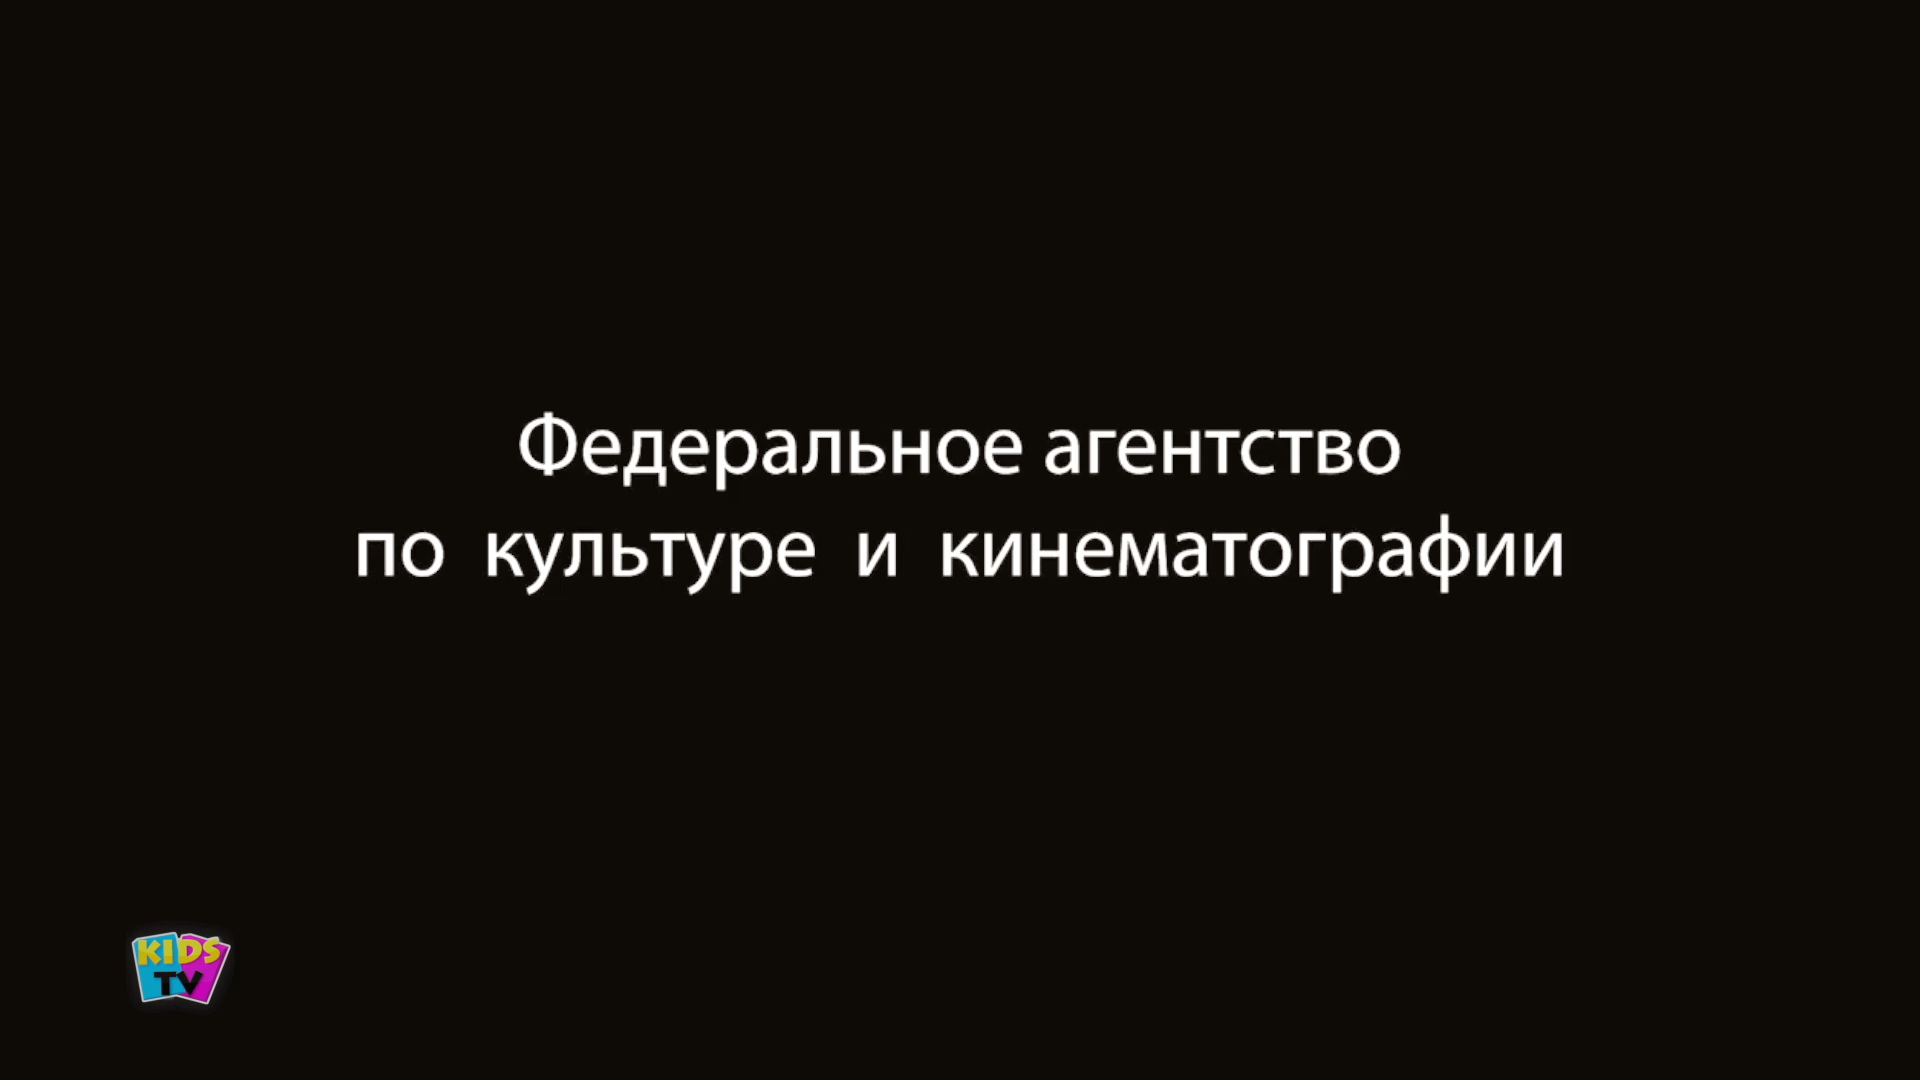 Федеральное агентство
по культуре и кинематографии
KIDS
TV